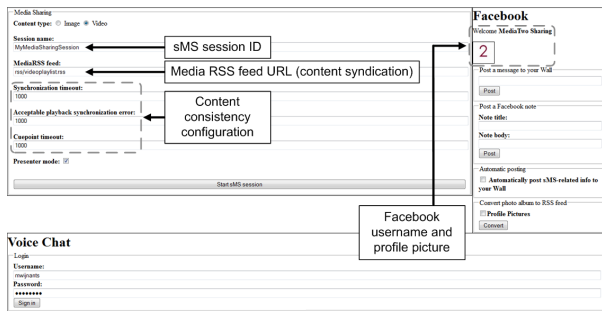 Media Sharing
Content type: Image Video
Session name:
MyMediaSharingSession
sMS session ID
MediaRSS feed:
rss/videoplaylist.rss
Media RSS feed URL (content syndication)
Synchronization timeout:
1000
Acceptable playback synchronization error:
1000
Cuepoint timeout:
1000
Content
consistency
configuration
Presenter mode:
Start sMS session
Facebook
Welcome MediaTwo Sharing
2
Post a message to your Wall
Post
Post a Facebook note
Note title:
Note body:
Post
Automatic posting
Automatically post sMS-related info to
your Wall
Convert photo album to RSS feed
Profile Pictures
Convert
Facebook
username and
profile picture
Voice Chat
Login
Username:
mwijnants
Password:
••••••••
Sign in